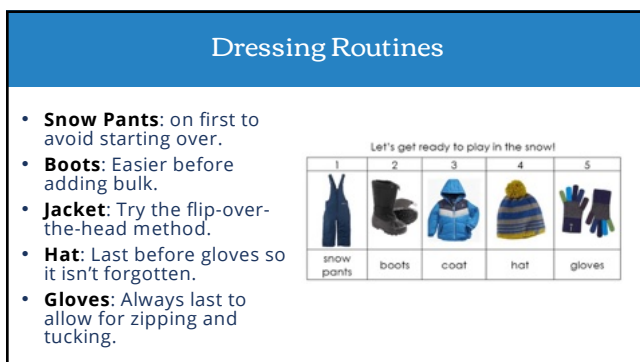 Dressing Routines
• Snow Pants: on first to
avoid starting over.
• Boots: Easier before
adding bulk.
• Jacket: Try the flip-over-
the-head method.
• Hat: Last before gloves so
it isn't forgotten.
• Gloves: Always last to
allow for zipping and
tucking.
Let's get ready to play in the snow!
1 2 3 4 5
snow
pants boots coat hat gloves